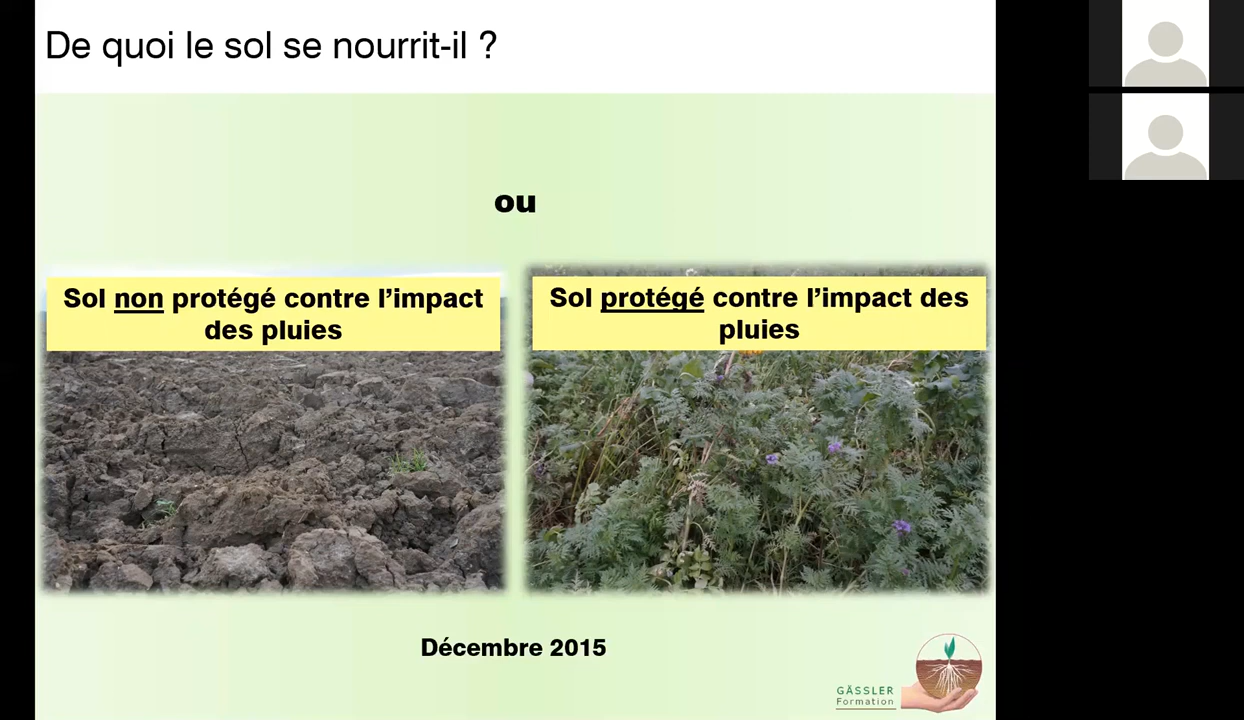 De quoi le sol se nourrit-il ?
ou
Sol non protégé contre l’impact
des pluies
Sol protégé contre l’impact des
pluies
Décembre 2015
GÄSSLER
Formation